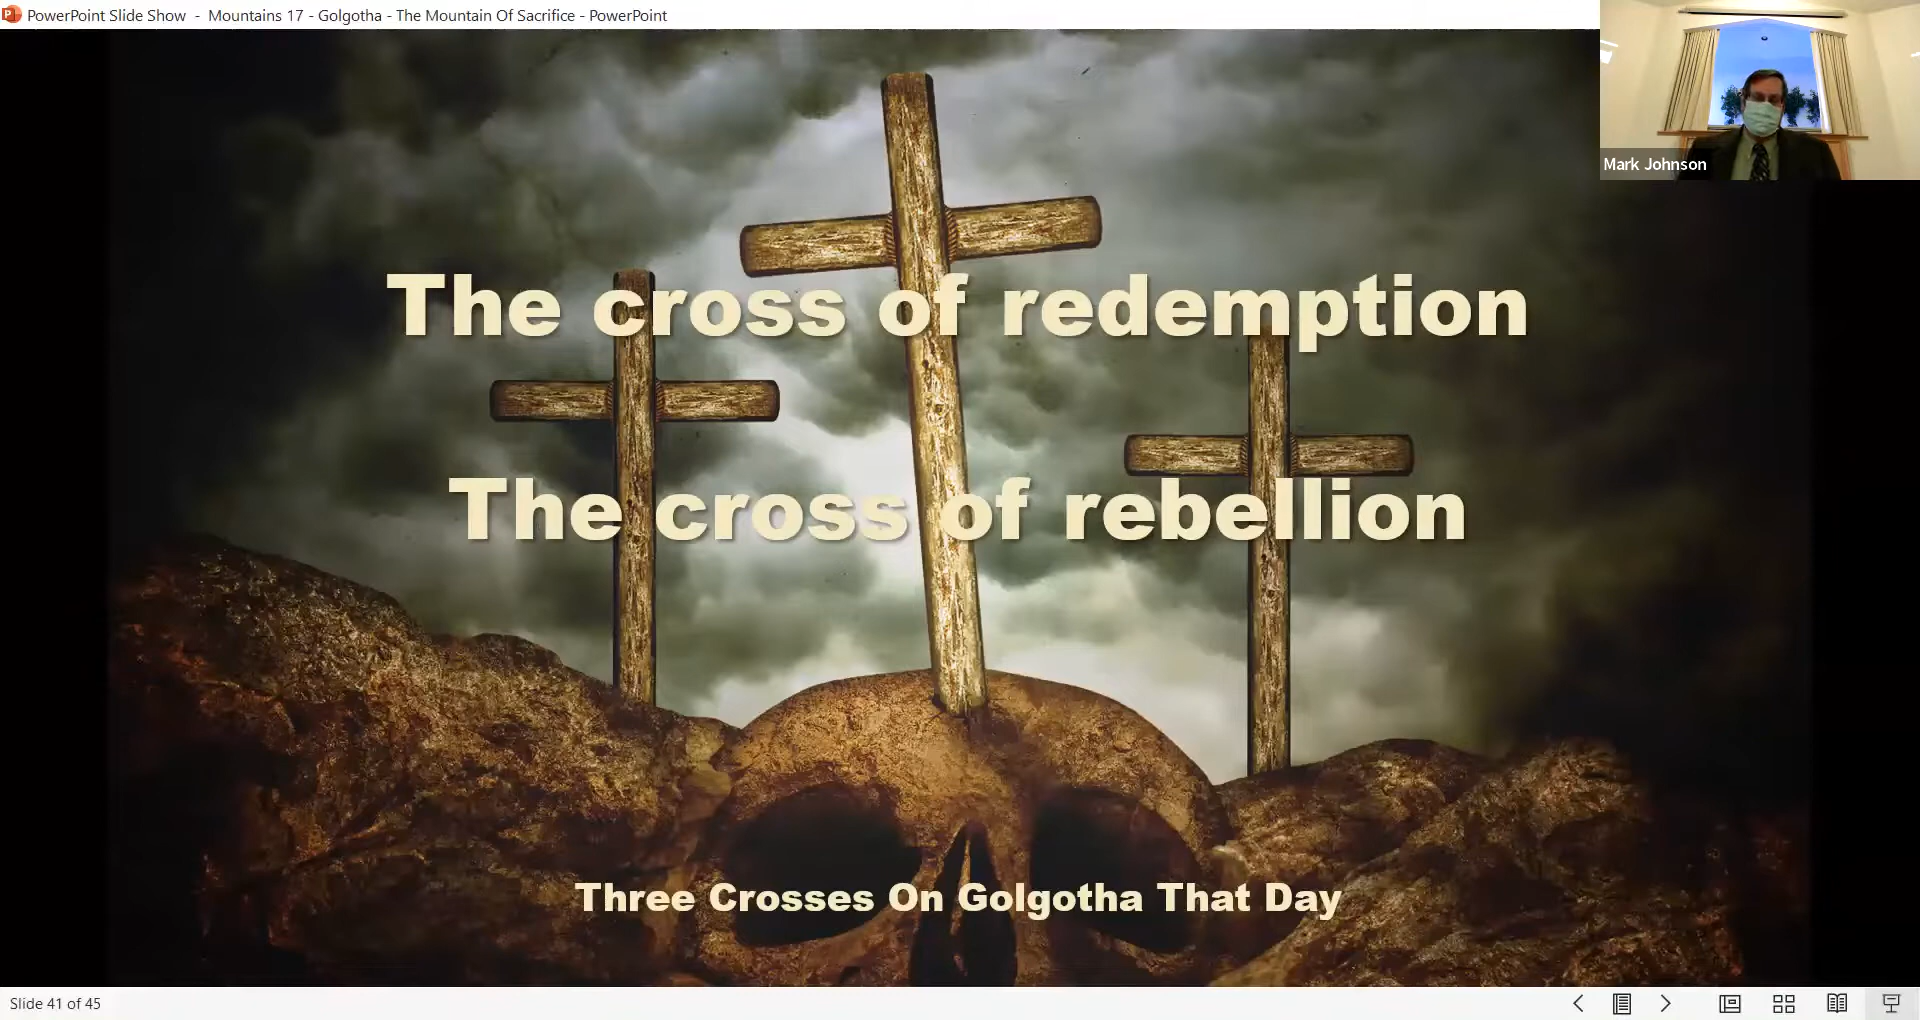 PowerPoint Slide Show - Mountains 17 - Golgotha - The Mountain Of Sacrifice - PowerPoint
Mark Johnson
The cross of redemption
The cross of rebellion
Three Crosses On Golgotha That Day
Slide 41 of 45